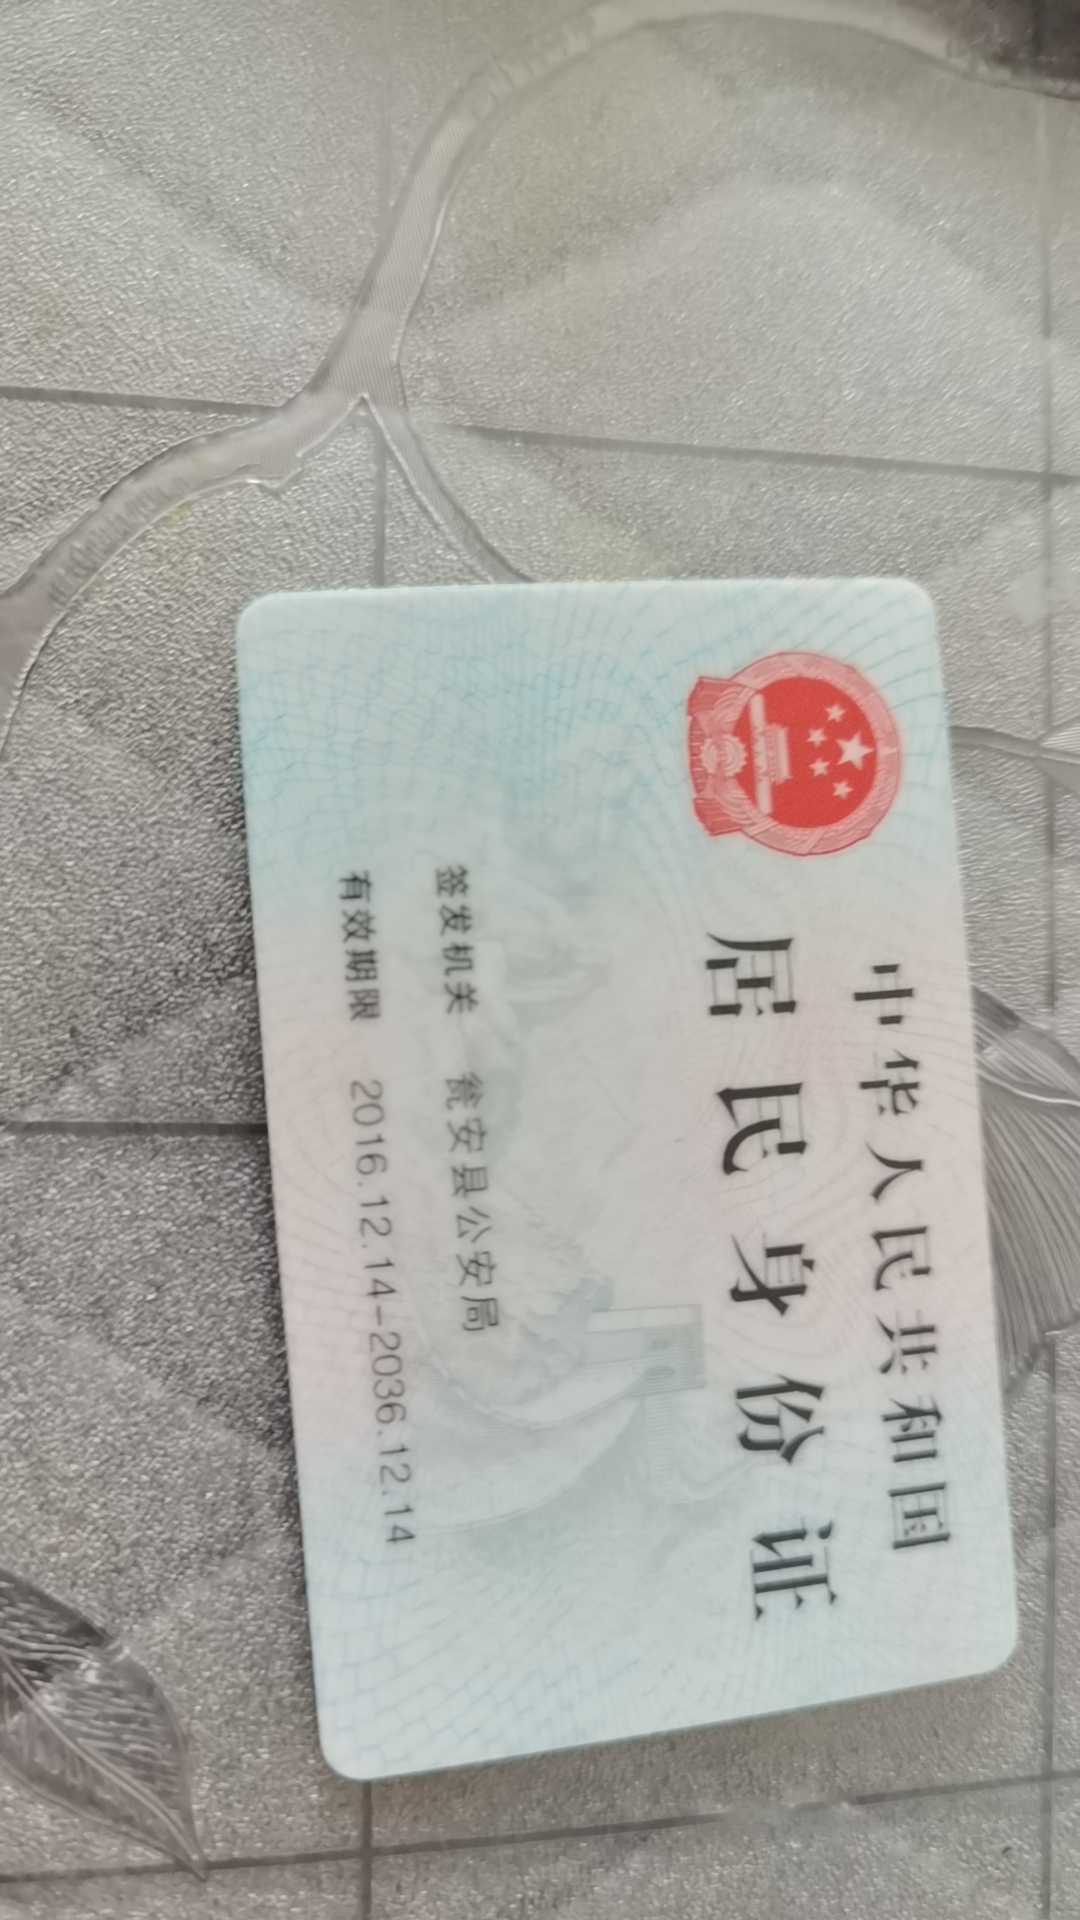 中华人民共和国
居民身份证
签发机关 瓮安县公安局
有效期限 2016.12.14-2036.12.14